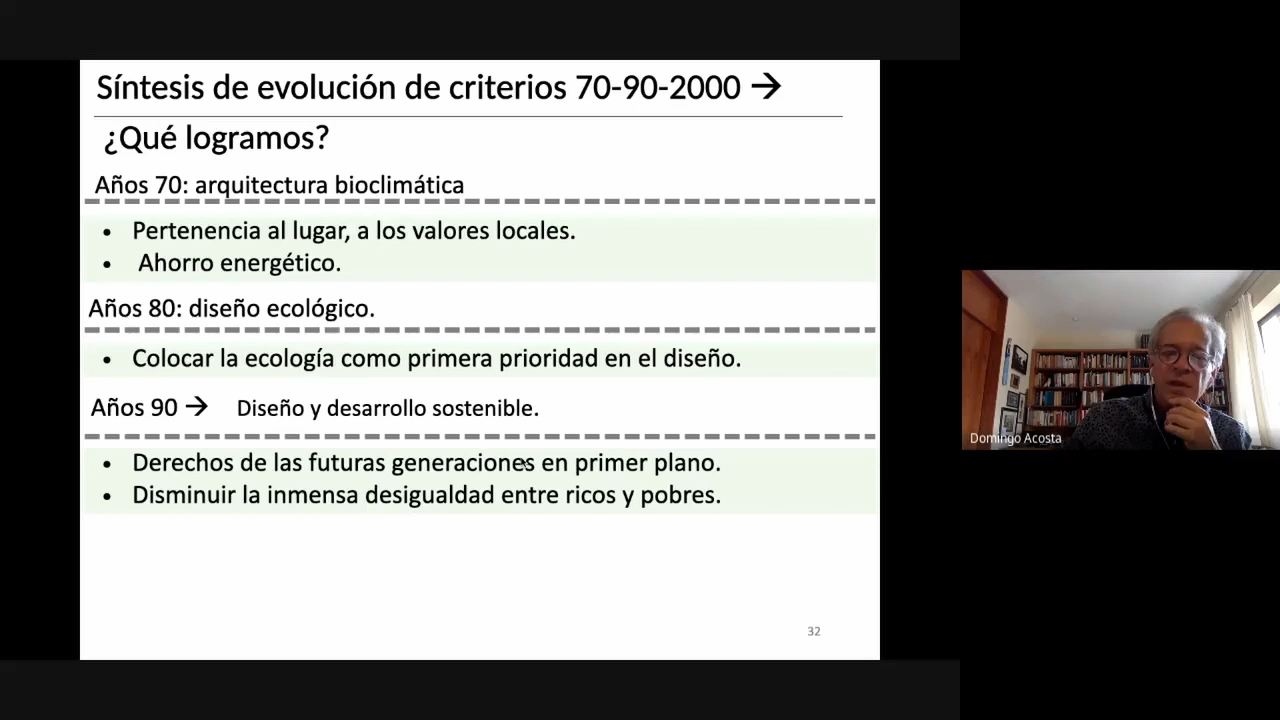 Síntesis de evolución de criterios 70-90-2000 →
¿Qué logramos?
Años 70: arquitectura bioclimática
• Pertenencia al lugar, a los valores locales.
• Ahorro energético.
Años 80: diseño ecológico.
• Colocar la ecología como primera prioridad en el diseño.
Años 90 → Diseño y desarrollo sostenible.
• Derechos de las futuras generaciones en primer plano.
• Disminuir la inmensa desigualdad entre ricos y pobres.
32
Domingo Acosta